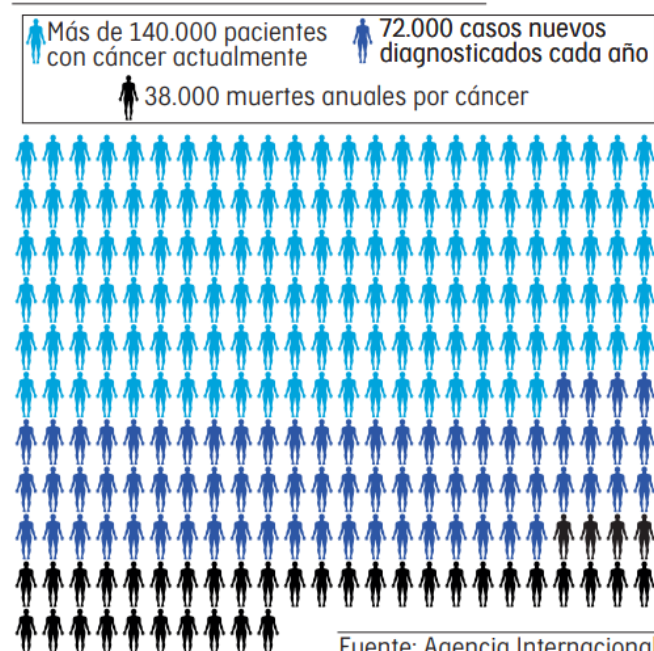 Más de 140.000 pacientes
con cáncer actualmente
72.000 casos nuevos
diagnosticados cada año
38.000 muertes anuales por cáncer
Fuente: Agencia Internacional